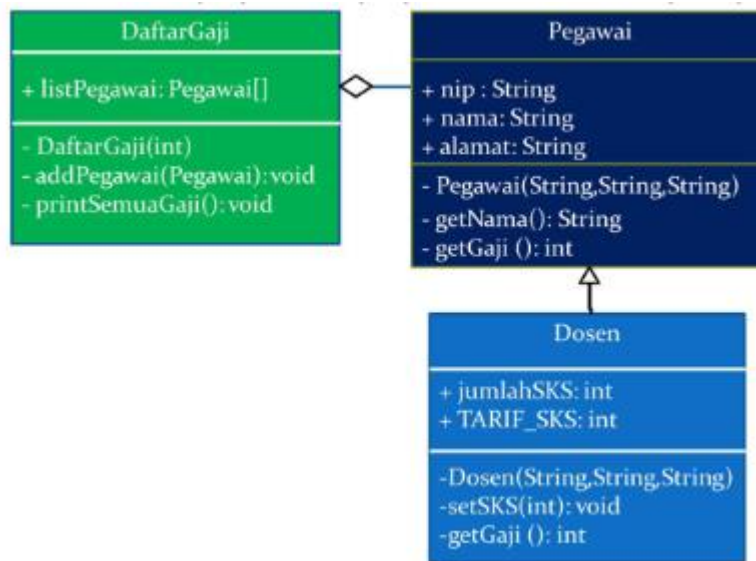 DaftarGaji
+ listPegawai: Pegawai[]
- DaftarGaji(int)
- addPegawai(Pegawai): void
- printSemuaGaji(): void
Pegawai
+ nip : String
+ nama: String
+ alamat: String
- Pegawai(String,String,String)
- getNama(): String
- getGaji (): int
Dosen
+ jumlahSKS: int
+ TARIF_SKS: int
-Dosen(String,String,String)
-setSKS(int): void
-getGaji (): int